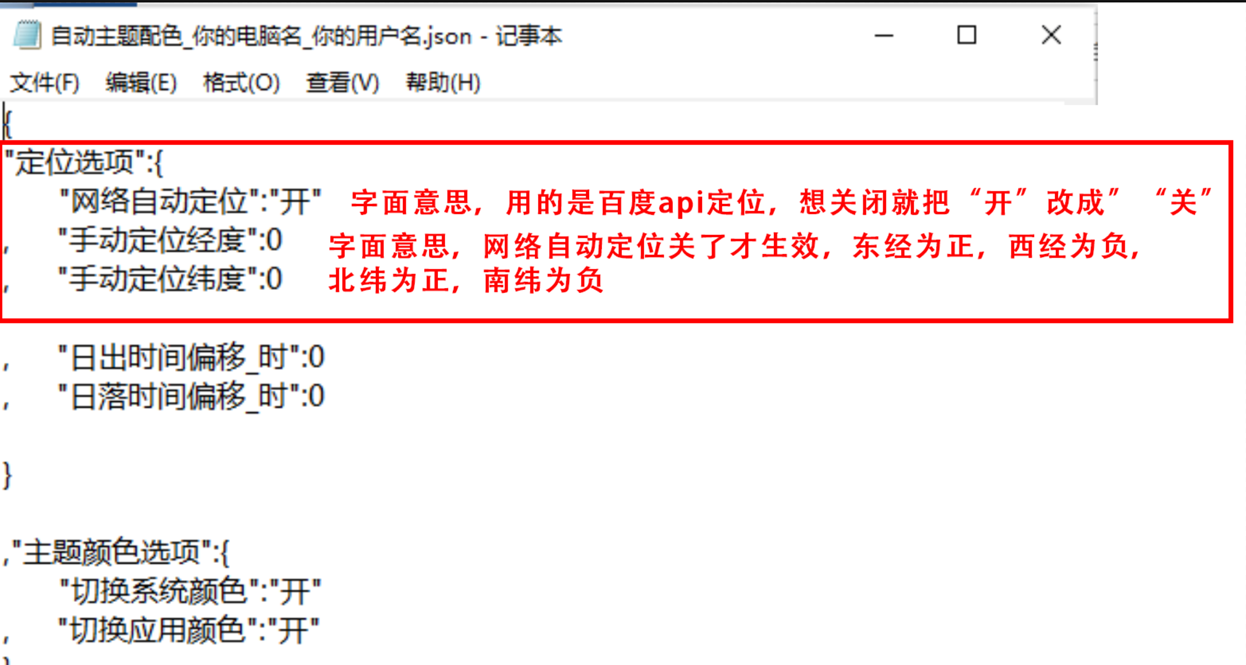 自动主题配色_你的电脑名_你的用户名.json - 记事本
文件(F) 编辑(E) 格式(O) 查看(V) 帮助(H)
{
"定位选项":{
"网络自动定位":"开" 字面意思，用的是百度api定位，想关闭就把“开”改成”“关”
, "手动定位经度":0 字面意思，网络自动定位关了才生效，东经为正，西经为负，
, "手动定位纬度":0 北纬为正，南纬为负
, "日出时间偏移_时":0
, "日落时间偏移_时":0
}
,"主题颜色选项":{
"切换系统颜色":"开"
, "切换应用颜色":"开"
}